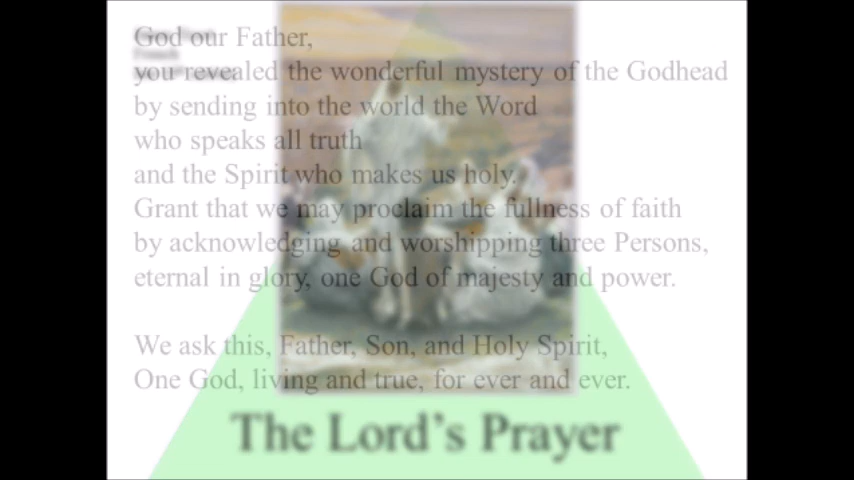 God our Father,
you revealed the wonderful mystery of the Godhead
by sending into the world the Word
who speaks all truth
and the Spirit who makes us holy.
Grant that we may proclaim the fullness of faith
by acknowledging and worshipping three Persons,
eternal in glory, one God of majesty and power.
We ask this, Father, Son, and Holy Spirit,
One God, living and true, for ever and ever.
The Lord's Prayer